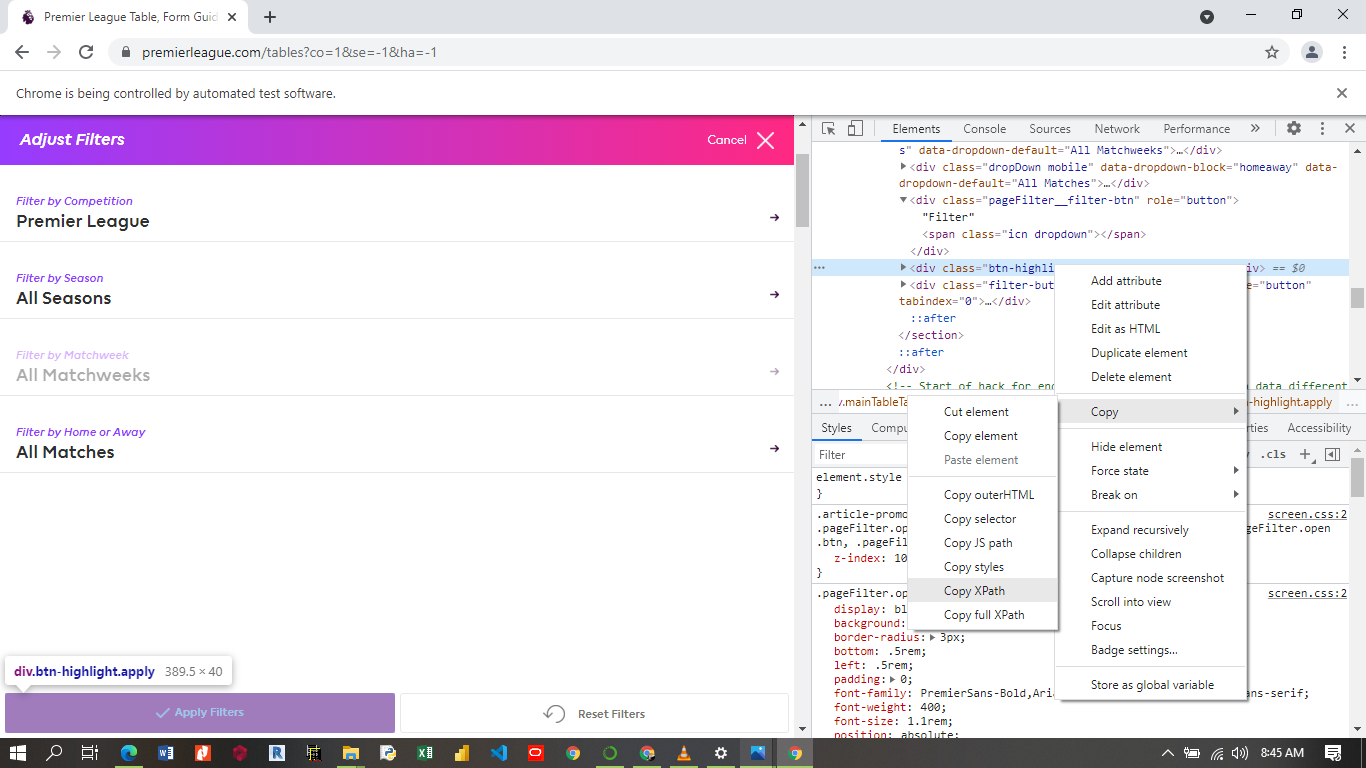 Premier League Table, Form Guid
premierleague.com/tables?co=1&se=-1&ha=-1
Chrome is being controlled by automated test software.
Adjust Filters
Cancel
Filter by Competition
Premier League
Filter by Season
All Seasons
Filter by Matchweek
All Matchweeks
Filter by Home or Away
All Matches
div.btn-highlight.apply 389.5 × 40
Apply Filters
Reset Filters
Elements Console Sources Network Performance »
s" data-dropdown-default="All Matchweeks">…</div>
<div class="dropDown mobile" data-dropdown-block="homeaway" data-
dropdown-default="All Matches">…</div>
<div class="pageFilter__filter-btn" role="button">
"Filter"
<span class="icn dropdown"></span>
</div>
… <div class="btn-highli iv> == $0
<div class="filter-but e="button"
tabindex="0">…</div>
::after
</section>
::after
</div>
<!-- Start of hack for end data different
... v.mainTableTa -highlight.apply ...
Styles Compu rties Accessibility
Filter .cls +
element.style
}
.article-promo screen.css:2
.pageFilter.op geFilter.open
.btn, .pageFil
z-index: 10
}
.pageFilter.op screen.css:2
display: bl
background:
border-radius: 3px;
bottom: .5rem;
left: .5rem;
padding: 0;
font-family: PremierSans-Bold,Ari ans-serif;
font-weight: 400;
font-size: 1.1rem;
position: absolute;
Add attribute
Edit attribute
Edit as HTML
Duplicate element
Delete element
Copy
Hide element
Force state
Break on
Expand recursively
Collapse children
Capture node screenshot
Scroll into view
Focus
Badge settings...
Store as global variable
Cut element
Copy element
Paste element
Copy outerHTML
Copy selector
Copy JS path
Copy styles
Copy XPath
Copy full XPath
8:45 AM